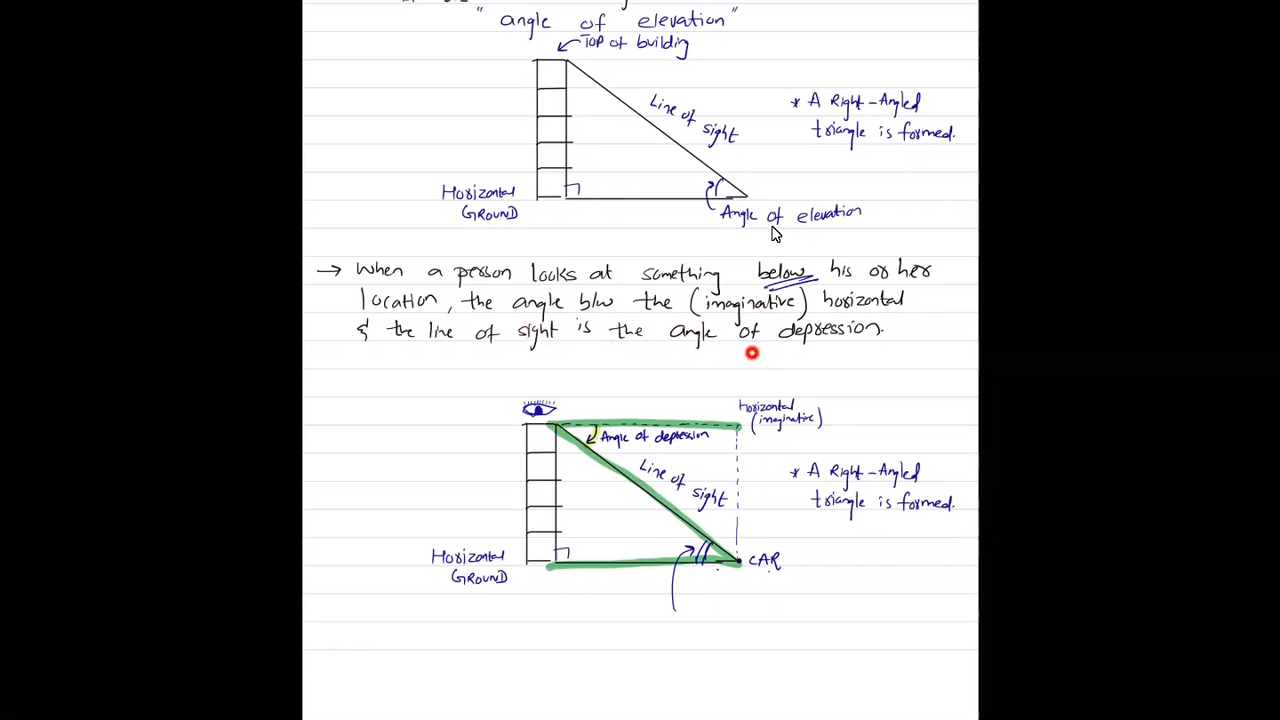 "angle of elevation"
TOP of building
Line of sight
* A Right-Angled
triangle is formed.
Horizontal
GROUND
Angle of elevation
→ When a person looks at something below his or her
location, the angle b/w the (imaginative) horizontal
& the line of sight is the angle of depression.
horizontal
(imaginative)
Angle of depression
Line of sight
* A Right-Angled
triangle is formed.
Horizontal
GROUND
CAR